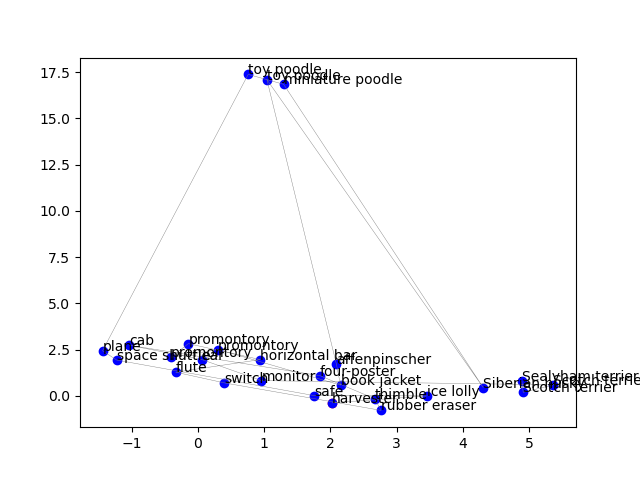 toy poodle
toy poodle
miniature poodle
17.5
15.0
12.5
10.0
7.5
5.0
2.5
0.0
cab
promontory
plane
promontory
space shuttle
promontory
horizontal bar
affenpinscher
flute
four-poster
monitor
switch
book jacket
Sealyham terrier
Siberian husky
Scotch terrier
Scotch terrier
safe
thimble
ice lolly
harvester
rubber eraser
−1
0
1
2
3
4
5